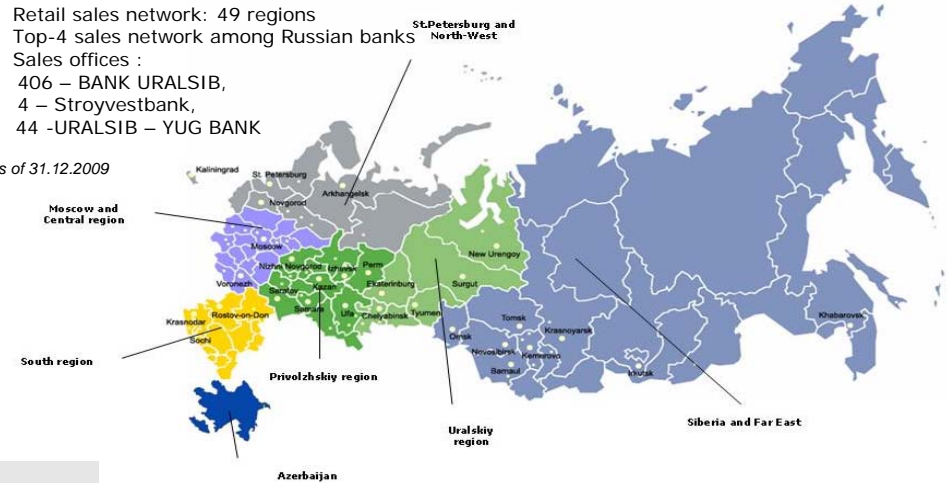 Retail sales network: 49 regions
Top-4 sales network among Russian banks
Sales offices :
406 – BANK URALSIB,
4 – Stroyvestbank,
44 -URALSIB – YUG BANK
s of 31.12.2009
St.Petersburg and
North-West
Kaliningrad
St. Petersburg
Arkhangelsk
Novgorod
Moscow and
Central region
Moscow
Nizhni Novgorod
Izhevsk
Perm
New Urengoy
Voronezh
Kazan
Ekaterinburg
Surgut
Saratov
Samara
Ufa
Chelyabinsk
Tyumen
Krasnodar
Rostov-on-Don
Sochi
Omsk
Tomsk
Krasnoyarsk
Khabarovsk
Novosibirsk
Kemerovo
Barnaul
Irkutsk
South region
Privolzhskiy region
Uralskiy
region
Siberia and Far East
Azerbaijan